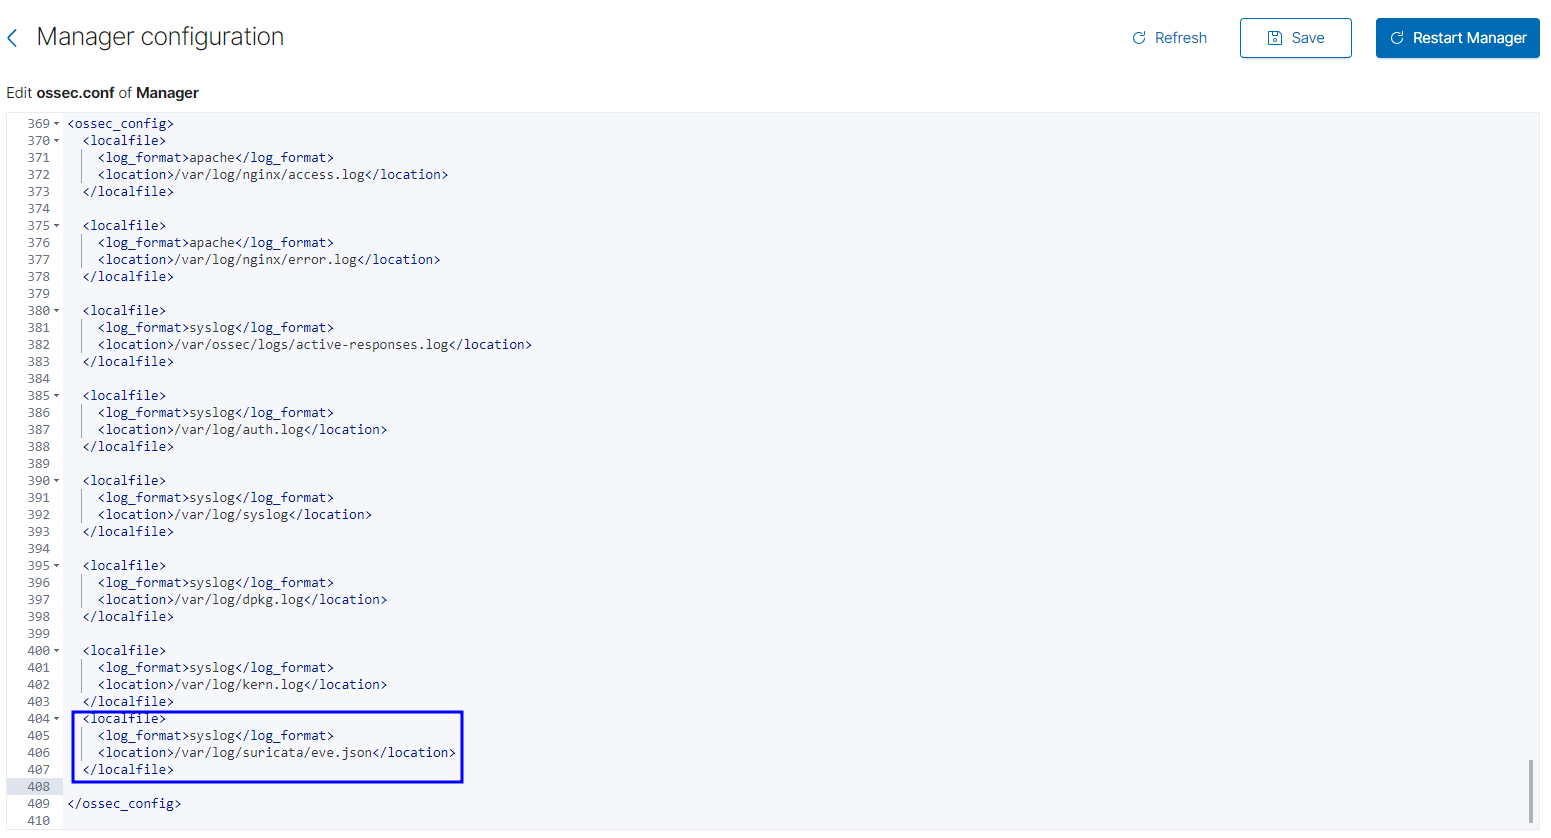 Manager configuration
Refresh
Save
Restart Manager
Edit ossec.conf of Manager
369 <ossec_config>
370   <localfile>
371     <log_format>apache</log_format>
372     <location>/var/log/nginx/access.log</location>
373   </localfile>
374
375   <localfile>
376     <log_format>apache</log_format>
377     <location>/var/log/nginx/error.log</location>
378   </localfile>
379
380   <localfile>
381     <log_format>syslog</log_format>
382     <location>/var/ossec/logs/active-responses.log</location>
383   </localfile>
384
385   <localfile>
386     <log_format>syslog</log_format>
387     <location>/var/log/auth.log</location>
388   </localfile>
389
390   <localfile>
391     <log_format>syslog</log_format>
392     <location>/var/log/syslog</location>
393   </localfile>
394
395   <localfile>
396     <log_format>syslog</log_format>
397     <location>/var/log/dpkg.log</location>
398   </localfile>
399
400   <localfile>
401     <log_format>syslog</log_format>
402     <location>/var/log/kern.log</location>
403   </localfile>
404   <localfile>
405     <log_format>syslog</log_format>
406     <location>/var/log/suricata/eve.json</location>
407   </localfile>
408
409 </ossec_config>
410